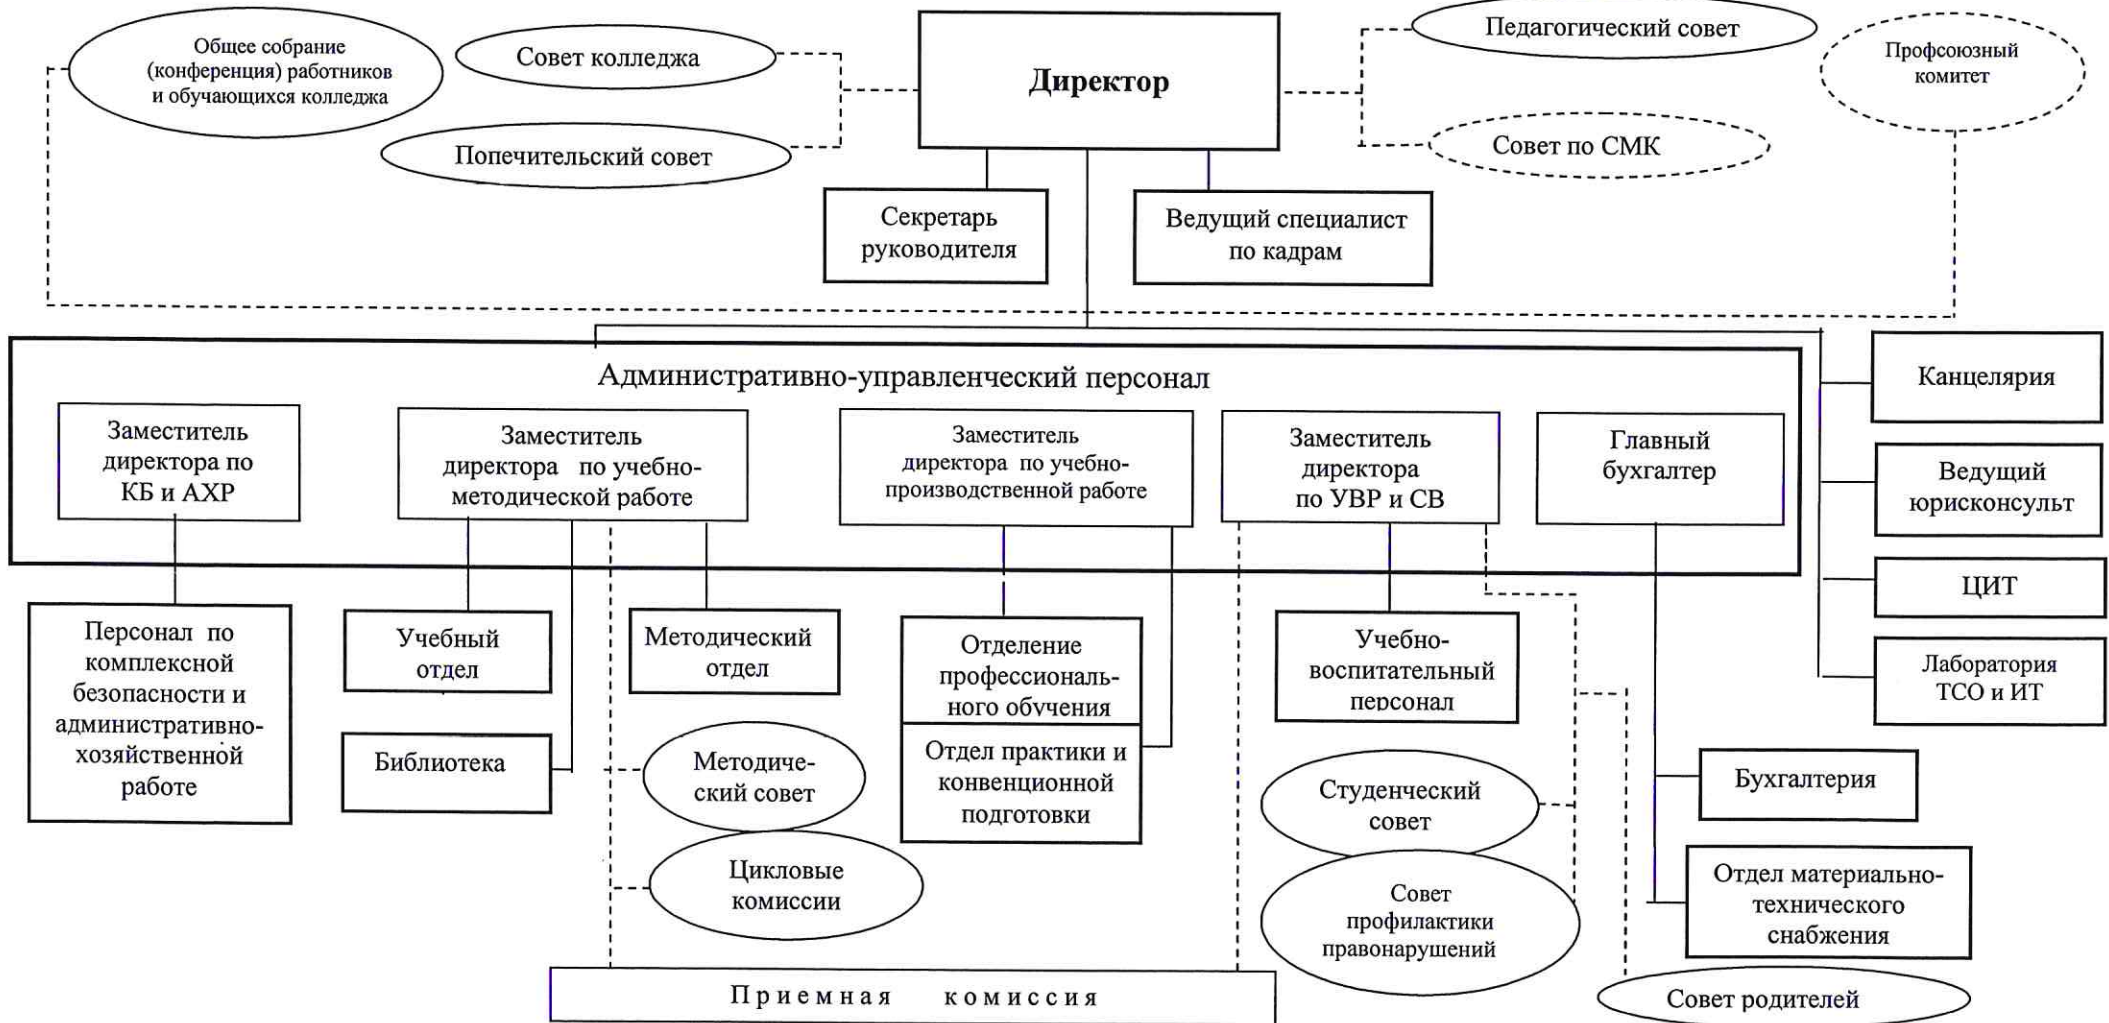 Общее собрание
(конференция) работников
и обучающихся колледжа
Совет колледжа
Попечительский совет
Директор
Педагогический совет
Совет по СМК
Профсоюзный
комитет
Секретарь
руководителя
Ведущий специалист
по кадрам
Административно-управленческий персонал
Заместитель
директора по
КБ и АХР
Заместитель
директора по учебно-
методической работе
Заместитель
директора по учебно-
производственной работе
Заместитель
директора
по УВР и СВ
Главный
бухгалтер
Канцелярия
Ведущий
юрисконсульт
ЦИТ
Лаборатория
ТСО и ИТ
Персонал по
комплексной
безопасности и
административно-
хозяйственной
работе
Учебный
отдел
Библиотека
Методический
отдел
Методиче-
ский совет
Цикловые
комиссии
Отделение
профессиональ-
ного обучения
Отдел практики и
конвенционной
подготовки
Учебно-
воспитательный
персонал
Студенческий
совет
Совет
профилактики
правонарушений
Бухгалтерия
Отдел материально-
технического
снабжения
Совет родителей
Приемная комиссия